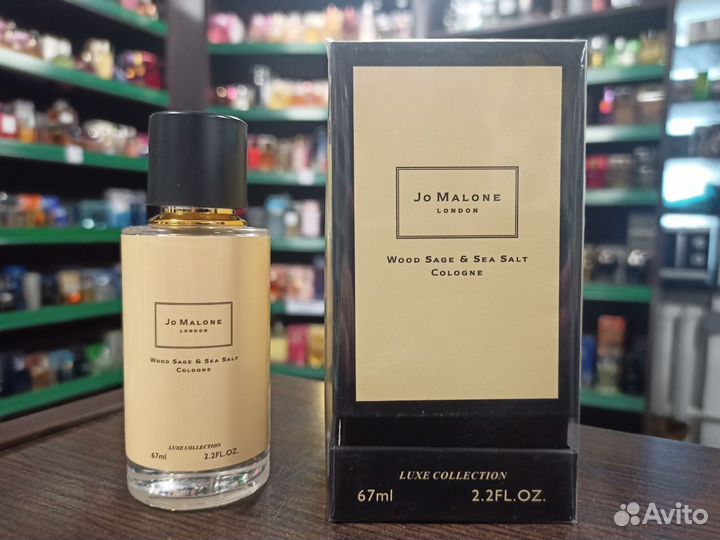 Jo Malone
LONDON
Wood Sage & Sea Salt
Cologne
LUXE COLLECTION
67ml 2.2FL.OZ.
Jo Malone
LONDON
Wood Sage & Sea Salt
Cologne
LUXE COLLECTION
67ml 2.2FL.OZ.
Avito